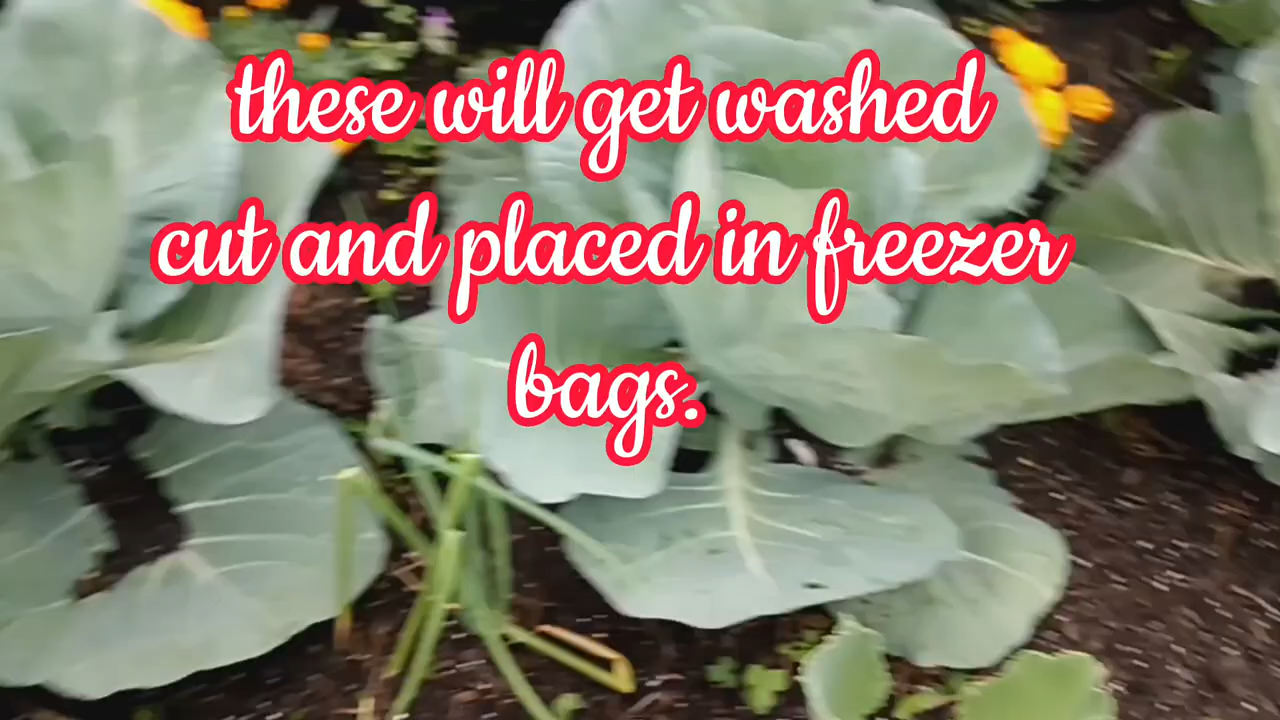 these will get washed
cut and placed in freezer
bags.